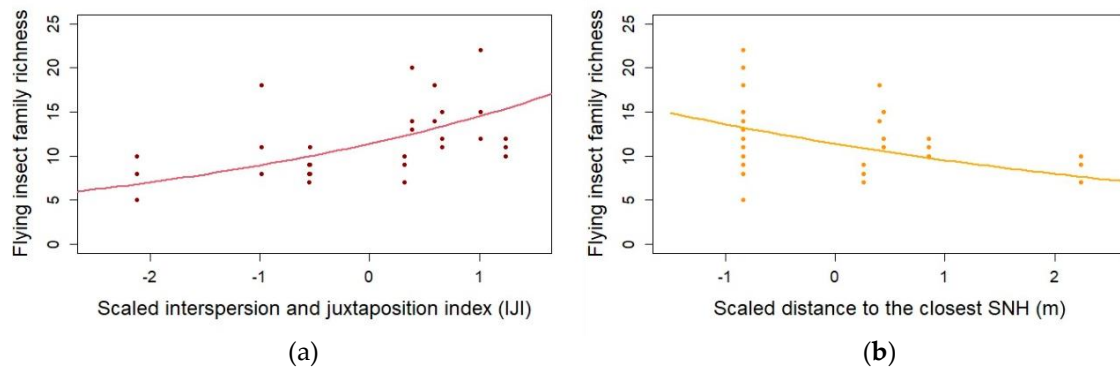 Flying insect family richness
25
20
15
10
5
0
-2 -1 0 1
Scaled interspersion and juxtaposition index (IJI)
(a)
Flying insect family richness
25
20
15
10
5
0
-1 0 1 2
Scaled distance to the closest SNH (m)
(b)